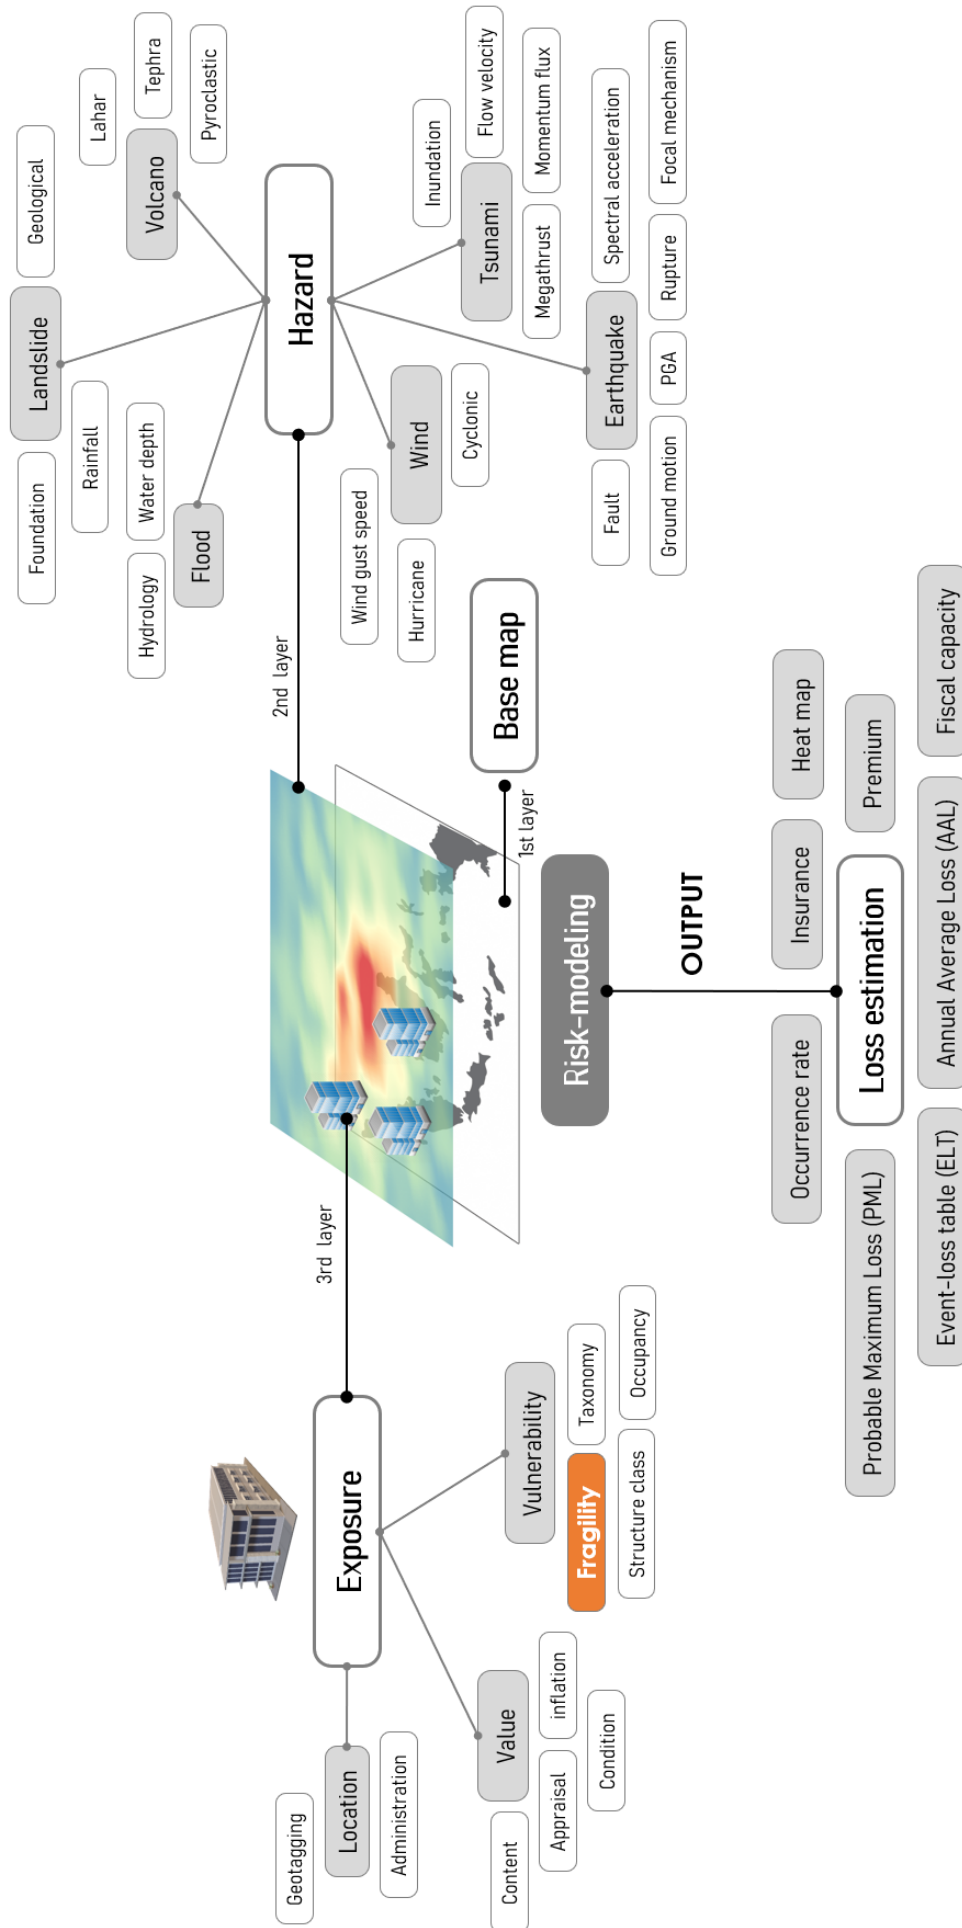 Geological
Lahar
Tephra
Landslide
Volcano
Pyroclastic
Foundation
Rainfall
Hydrology
Water depth
Flood
2nd layer
Hazard
Inundation
Flow velocity
Tsunami
Megathrust
Momentum flux
Wind gust speed
Wind
Hurricane
Cyclonic
Spectral acceleration
Earthquake
Fault
Ground motion
PGA
Rupture
Focal mechanism
Base map
1st layer
3rd layer
Exposure
Geotagging
Location
Administration
Content
Value
Appraisal
inflation
Condition
Vulnerability
Fragility
Taxonomy
Structure class
Occupancy
Risk-modeling
OUTPUT
Occurrence rate
Insurance
Heat map
Probable Maximum Loss (PML)
Loss estimation
Premium
Event-loss table (ELT)
Annual Average Loss (AAL)
Fiscal capacity